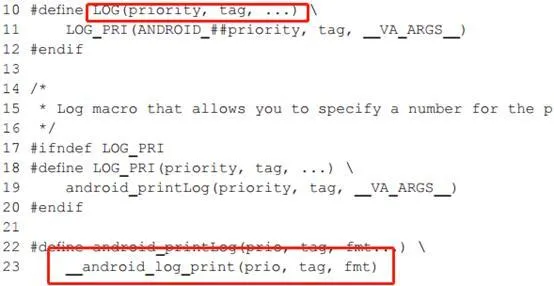 10 #define LOG(priority, tag, ...) \
11 LOG_PRI(ANDROID_##priority, tag, __VA_ARGS__)
12 #endif
13
14 /*
15 * Log macro that allows you to specify a number for the p
16 */
17 #ifndef LOG_PRI
18 #define LOG_PRI(priority, tag, ...) \
19 android_printLog(priority, tag, __VA_ARGS__)
20 #endif
21
22 #define android_printLog(prio, tag, fmt...) \
23 __android_log_print(prio, tag, fmt)